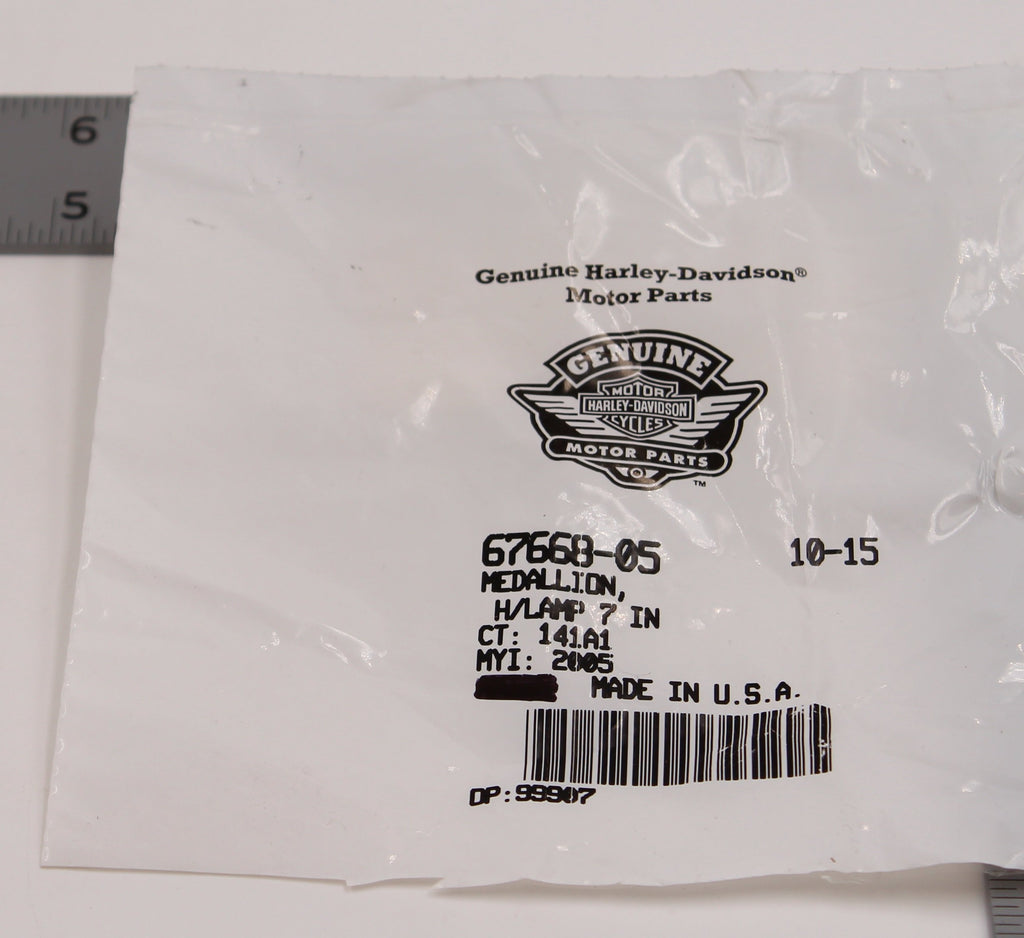 6
5
Genuine Harley-Davidson®
Motor Parts
GENUINE
MOTOR
HARLEY-DAVIDSON
CYCLES
MOTOR PARTS
TM
67668-05 10-15
MEDALLION,
H/LAMP 7 IN
CT: 141A1
MYI: 2005
MADE IN U.S.A.
OP:99907